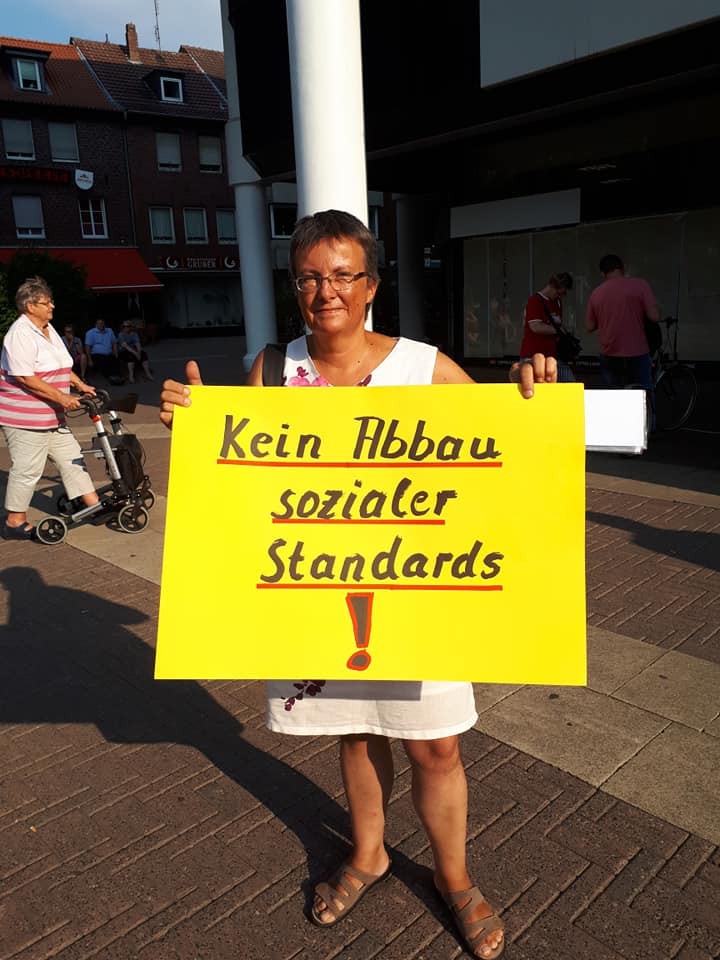 Kein Abbau
sozialer
Standards
!